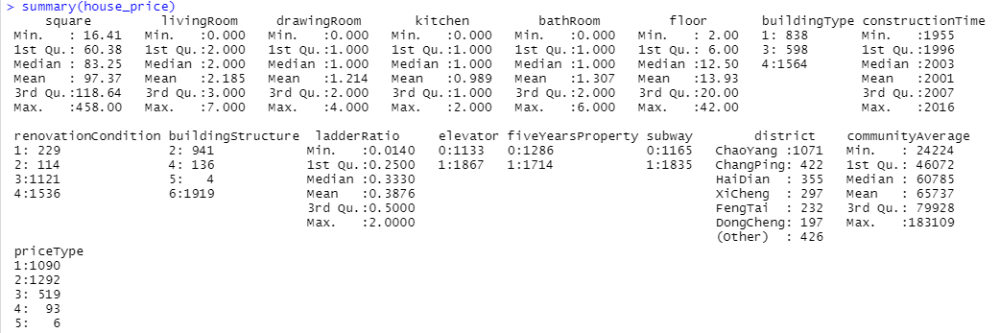 > summary(house_price)
     square         livingRoom     drawingRoom       kitchen         bathRoom         floor       buildingType constructionTime
 Min.   : 16.41   Min.   :0.000   Min.   :0.000   Min.   :0.000   Min.   :0.000   Min.   : 2.00   1: 838       Min.   :1955
 1st Qu.: 60.38   1st Qu.:2.000   1st Qu.:1.000   1st Qu.:1.000   1st Qu.:1.000   1st Qu.: 6.00   3: 598       1st Qu.:1996
 Median : 83.25   Median :2.000   Median :1.000   Median :1.000   Median :1.000   Median :12.50   4:1564       Median :2003
 Mean   : 97.37   Mean   :2.185   Mean   :1.214   Mean   :0.989   Mean   :1.307   Mean   :13.93                Mean   :2001
 3rd Qu.:118.64   3rd Qu.:3.000   3rd Qu.:2.000   3rd Qu.:1.000   3rd Qu.:2.000   3rd Qu.:20.00                3rd Qu.:2007
 Max.   :458.00   Max.   :7.000   Max.   :4.000   Max.   :2.000   Max.   :6.000   Max.   :42.00                Max.   :2016
 renovationCondition buildingStructure  ladderRatio     elevator fiveYearsProperty subway        district    communityAverage
 1: 229              2: 941            Min.   :0.0140   0:1133   0:1286            0:1165   ChaoYang :1071   Min.   : 24224
 2: 114              4: 136            1st Qu.:0.2500   1:1867   1:1714            1:1835   ChangPing: 422   1st Qu.: 46072
 3:1121              5:   4            Median :0.3330                                       HaiDian  : 355   Median : 60785
 4:1536              6:1919            Mean   :0.3876                                       XiCheng  : 297   Mean   : 65737
                                       3rd Qu.:0.5000                                       FengTai  : 232   3rd Qu.: 79928
                                       Max.   :2.0000                                       DongCheng: 197   Max.   :183109
                                                                                            (Other)  : 426
 priceType
 1:1090
 2:1292
 3: 519
 4:  93
 5:   6